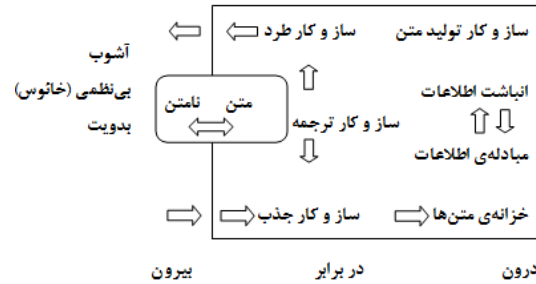 ساز و کار تولید متن
ساز و کار طرد
آشوب
بی‌نظمی (خائوس)
بدویت
انباشت اطلاعات
متن
نامتن
ساز و کار ترجمه
مبادله‌ی اطلاعات
خزانه‌ی متن‌ها
ساز و کار جذب
درون
در برابر
بیرون